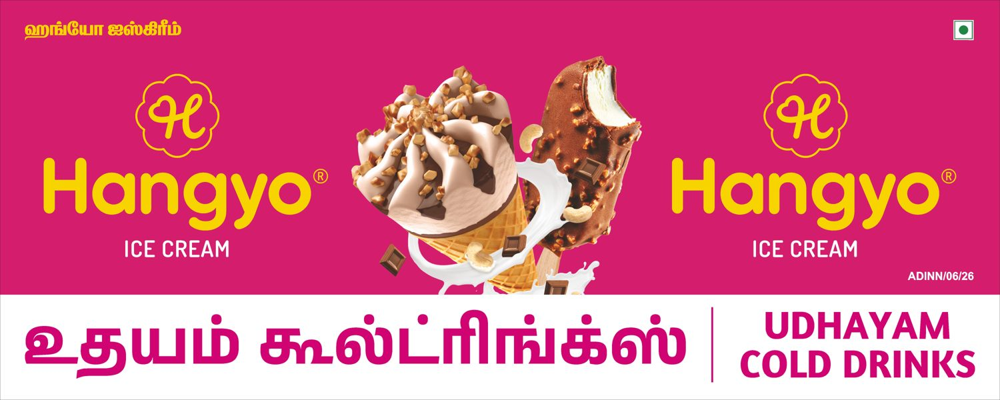 ஹங்யோ ஐஸ்கிரீம்
H
Hangyo®
ICE CREAM
H
Hangyo®
ICE CREAM
ADINN/06/26
உதயம் கூல்ட்ரிங்க்ஸ்
UDHAYAM
COLD DRINKS